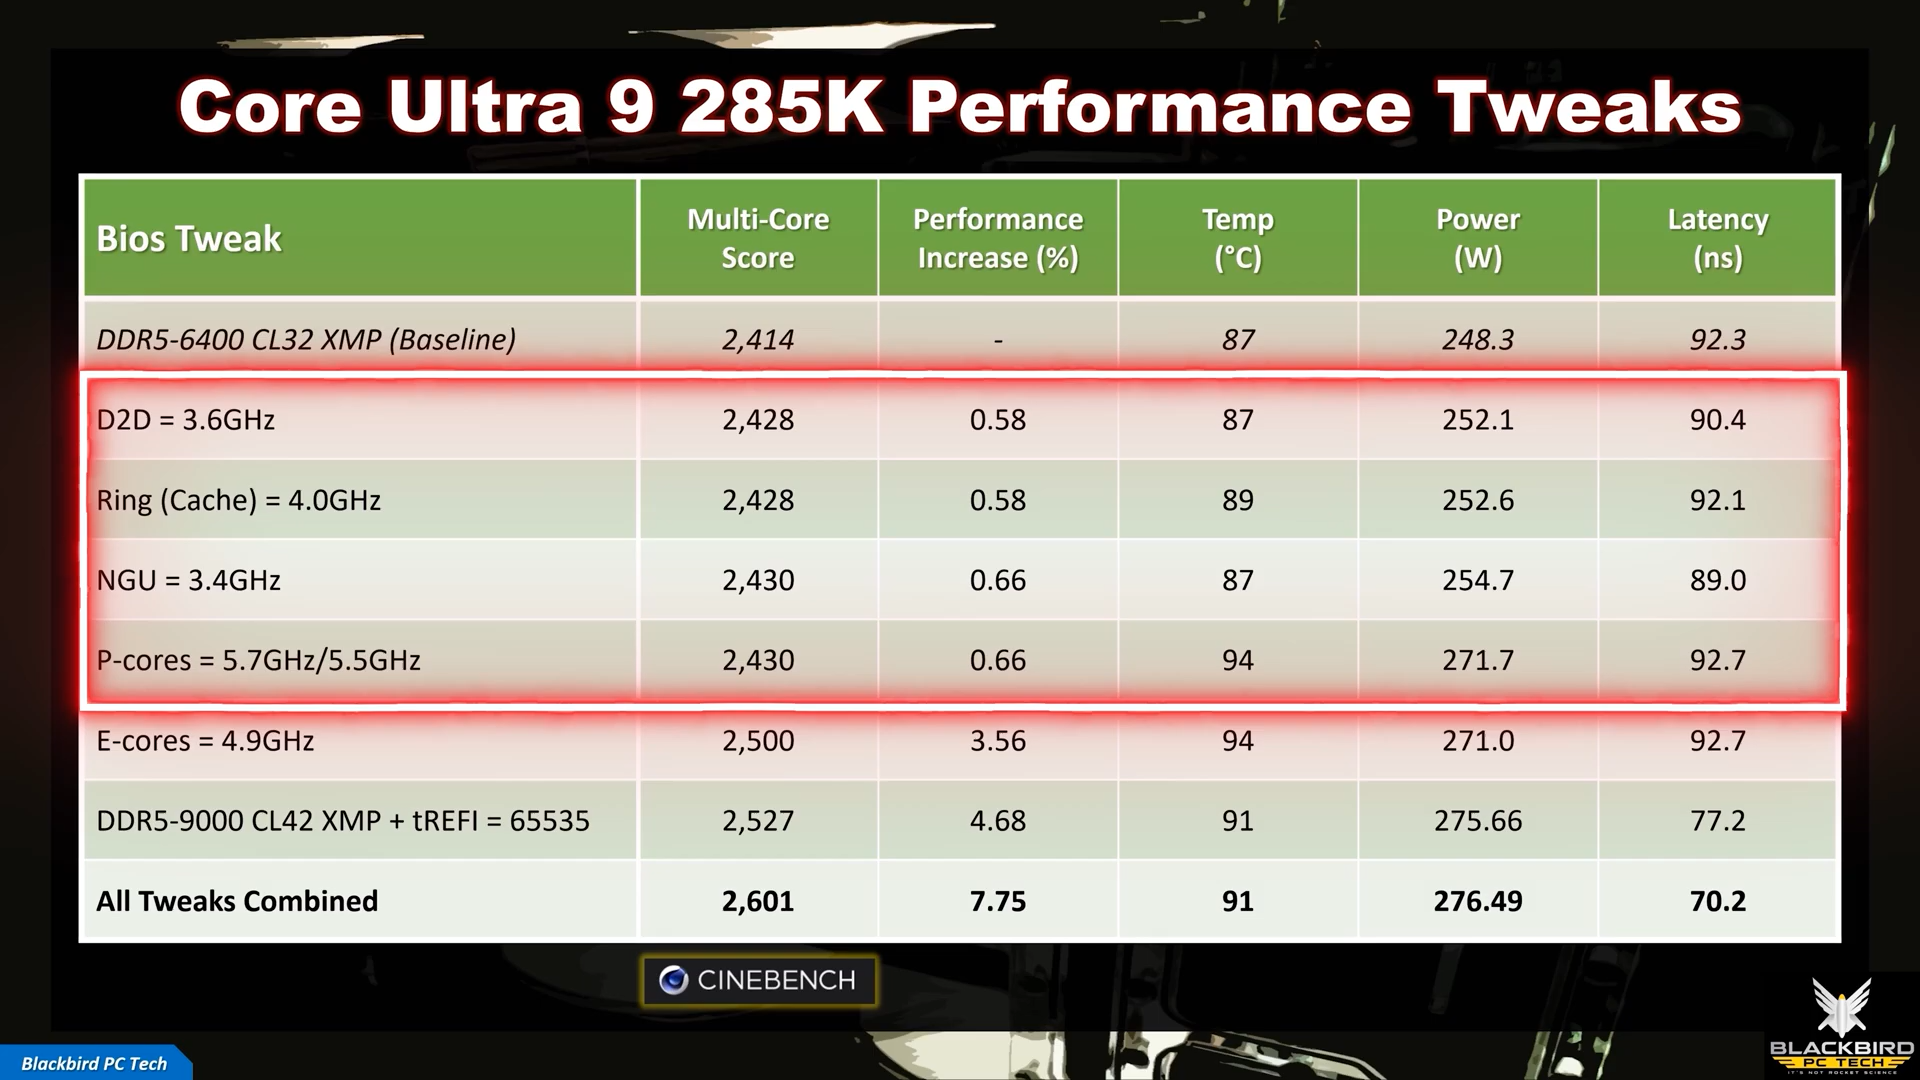 Core Ultra 9 285K Performance Tweaks
Bios Tweak
Multi-Core Score
Performance Increase (%)
Temp (°C)
Power (W)
Latency (ns)
DDR5-6400 CL32 XMP (Baseline) 2,414 - 87 248.3 92.3
D2D = 3.6GHz 2,428 0.58 87 252.1 90.4
Ring (Cache) = 4.0GHz 2,428 0.58 89 252.6 92.1
NGU = 3.4GHz 2,430 0.66 87 254.7 89.0
P-cores = 5.7GHz/5.5GHz 2,430 0.66 94 271.7 92.7
E-cores = 4.9GHz 2,500 3.56 94 271.0 92.7
DDR5-9000 CL42 XMP + tREFI = 65535 2,527 4.68 91 275.66 77.2
All Tweaks Combined 2,601 7.75 91 276.49 70.2
CINEBENCH
Blackbird PC Tech
BLACKBIRD
PC TECH
IT'S NOT ROCKET SCIENCE